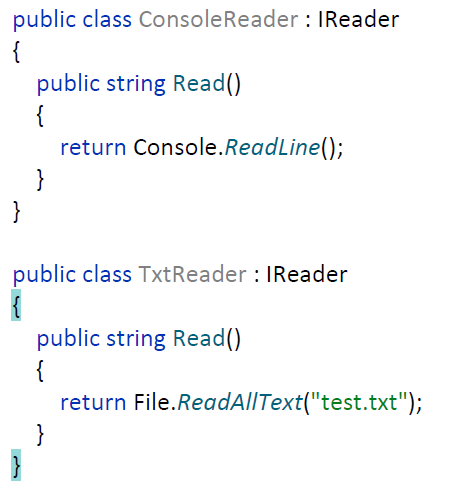 public class ConsoleReader : IReader
{
public string Read()
{
return Console.ReadLine();
}
}
public class TxtReader : IReader
{
public string Read()
{
return File.ReadAllText("test.txt");
}
}